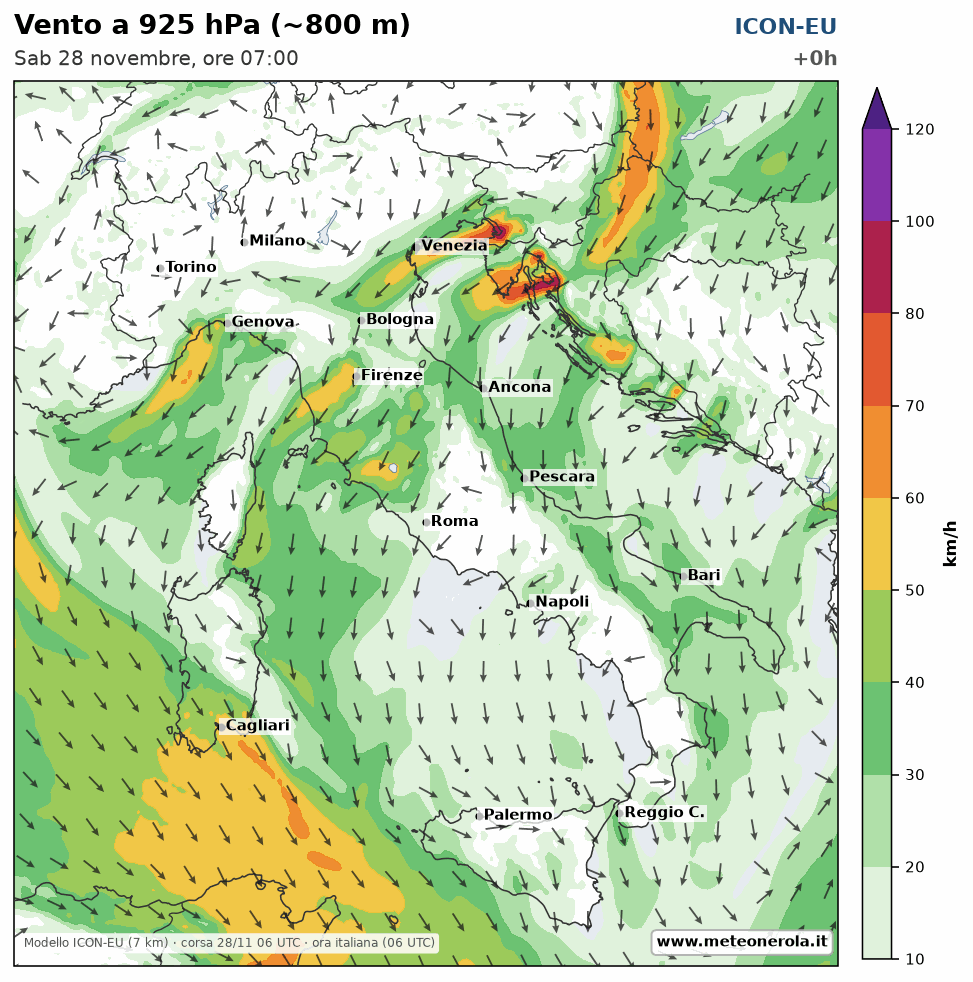 Vento a 925 hPa (~800 m)
ICON-EU
Sab 28 novembre, ore 07:00
+0h
120
100
80
70
60
50
40
30
20
10
km/h
Milano
Venezia
Torino
Genova
Bologna
Firenze
Ancona
Pescara
Roma
Bari
Napoli
Cagliari
Palermo
Reggio C.
Modello ICON-EU (7 km) · corsa 28/11 06 UTC · ora italiana (06 UTC)
www.meteonerola.it